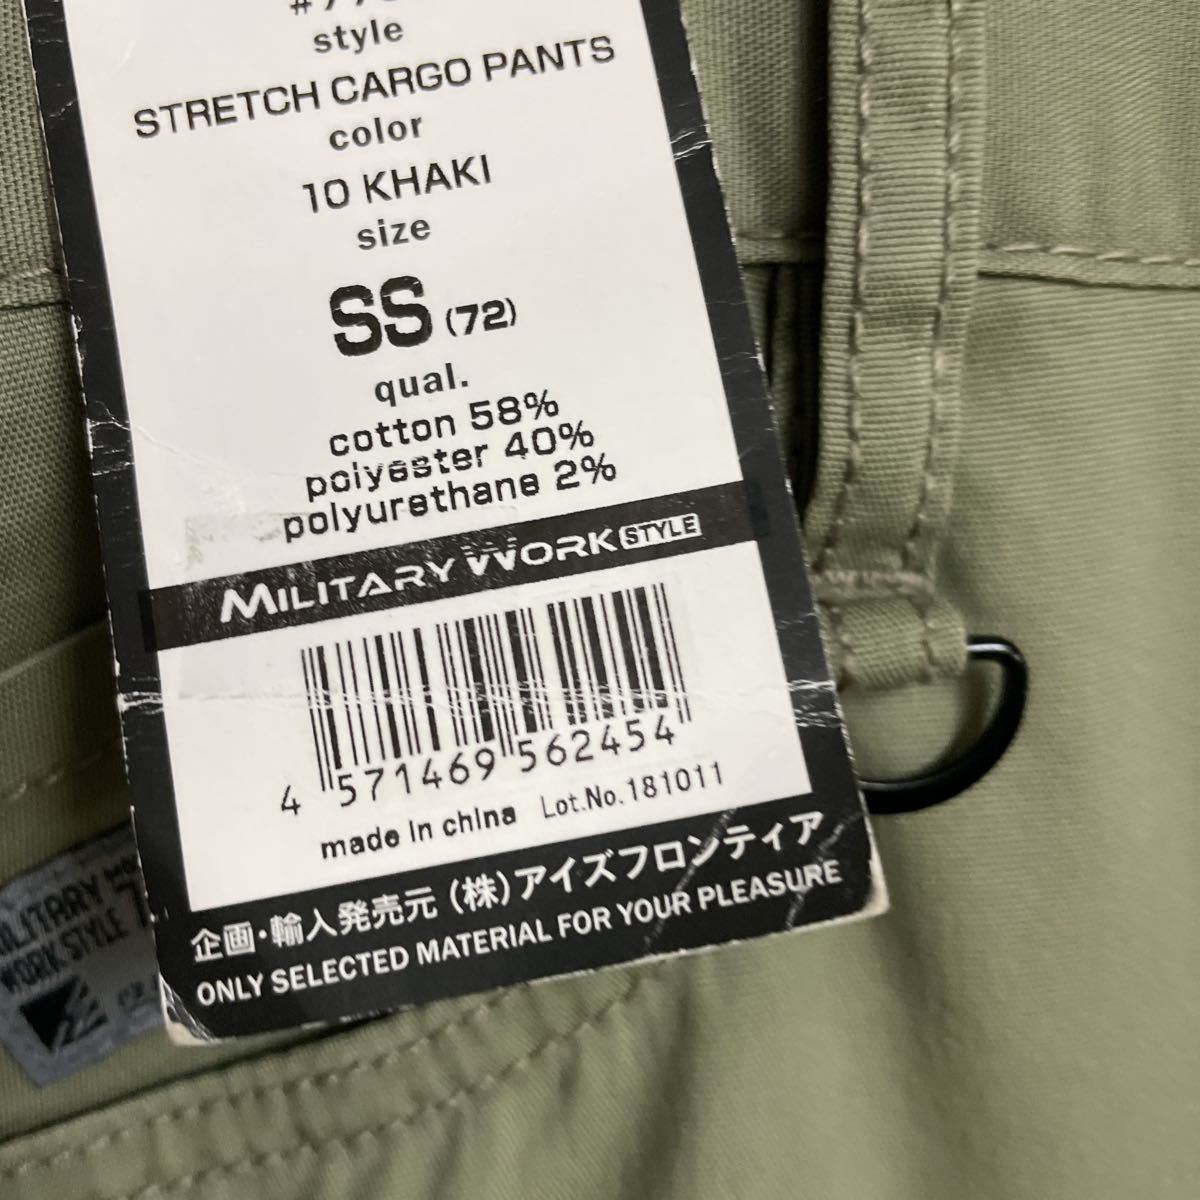 style
STRETCH CARGO PANTS
color
10 KHAKI
size
SS (72)
qual.
cotton 58%
polyester 40%
polyurethane 2%
MILITARY WORK STYLE
4 571469 562454
made in china Lot.No.181011
企画・輸入発売元 (株)アイズフロンティア
ONLY SELECTED MATERIAL FOR YOUR PLEASURE
WORK STYLE